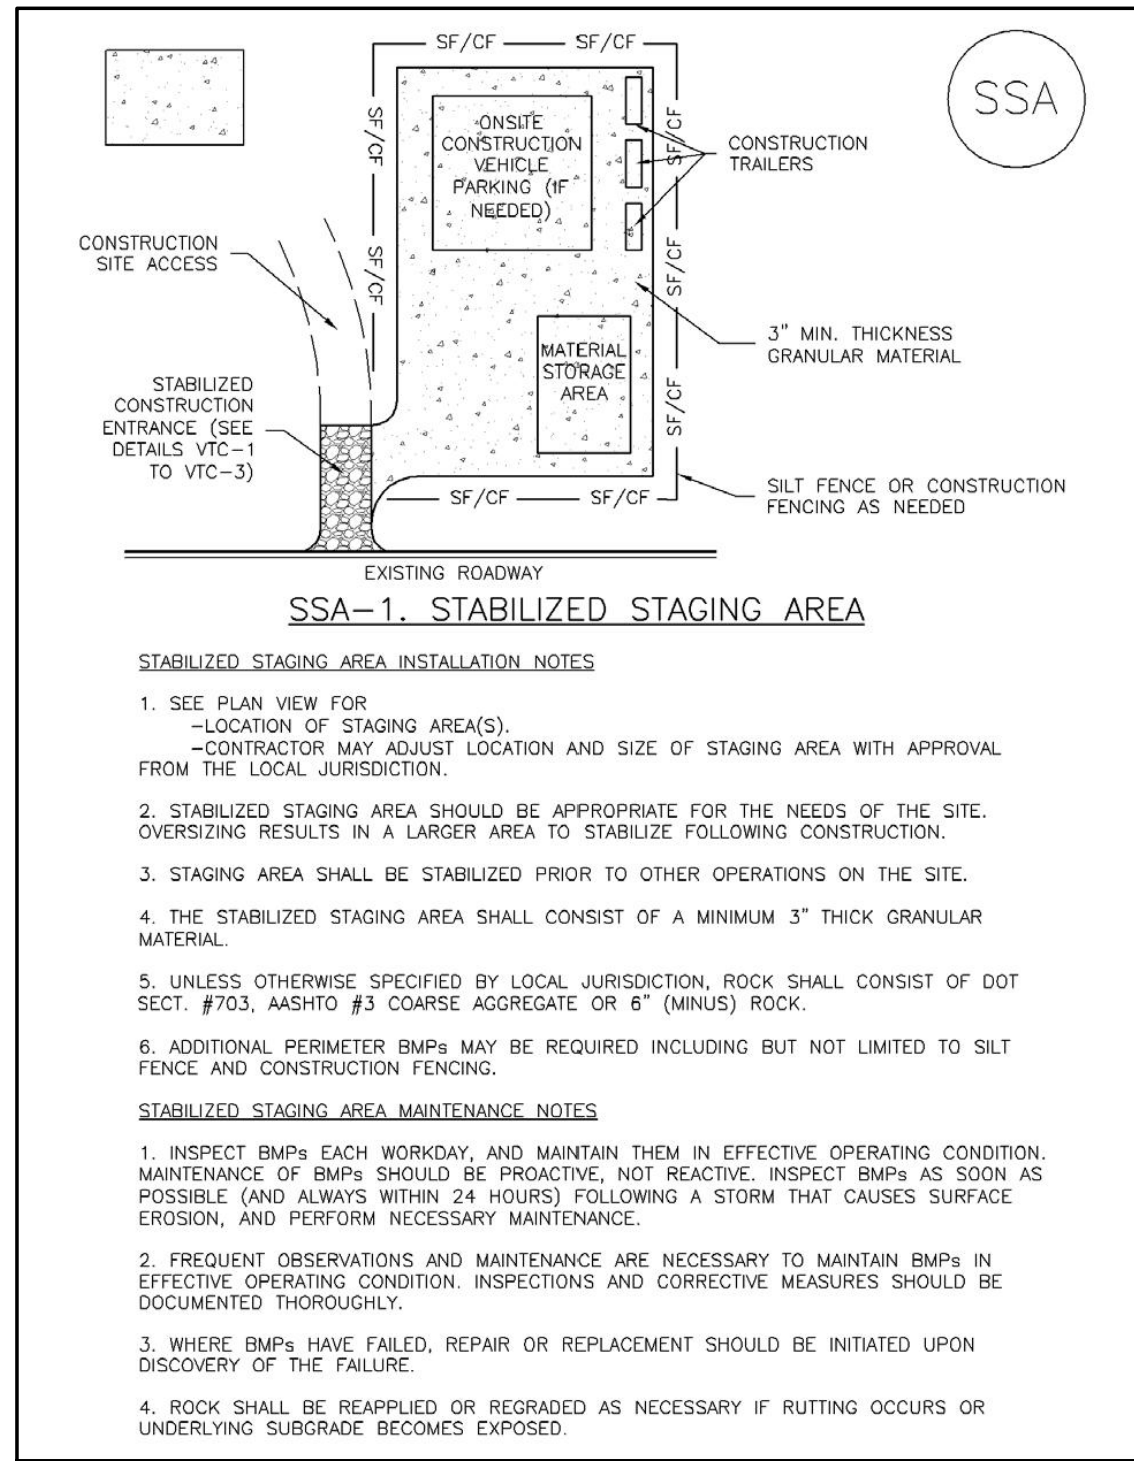 SF/CF SF/CF
SSA
SF/CF
ONSITE
CONSTRUCTION
VEHICLE
PARKING (IF
NEEDED)
SF/CF
CONSTRUCTION
TRAILERS
CONSTRUCTION
SITE ACCESS
SF/CF
SF/CF
3" MIN. THICKNESS
GRANULAR MATERIAL
MATERIAL
STORAGE
AREA
STABILIZED
CONSTRUCTION
ENTRANCE (SEE
DETAILS VTC-1
TO VTC-3)
SF/CF
SF/CF SF/CF
SILT FENCE OR CONSTRUCTION
FENCING AS NEEDED
EXISTING ROADWAY
SSA-1. STABILIZED STAGING AREA
STABILIZED STAGING AREA INSTALLATION NOTES
1. SEE PLAN VIEW FOR
-LOCATION OF STAGING AREA(S).
-CONTRACTOR MAY ADJUST LOCATION AND SIZE OF STAGING AREA WITH APPROVAL
FROM THE LOCAL JURISDICTION.
2. STABILIZED STAGING AREA SHOULD BE APPROPRIATE FOR THE NEEDS OF THE SITE.
OVERSIZING RESULTS IN A LARGER AREA TO STABILIZE FOLLOWING CONSTRUCTION.
3. STAGING AREA SHALL BE STABILIZED PRIOR TO OTHER OPERATIONS ON THE SITE.
4. THE STABILIZED STAGING AREA SHALL CONSIST OF A MINIMUM 3" THICK GRANULAR
MATERIAL.
5. UNLESS OTHERWISE SPECIFIED BY LOCAL JURISDICTION, ROCK SHALL CONSIST OF DOT
SECT. #703, AASHTO #3 COARSE AGGREGATE OR 6" (MINUS) ROCK.
6. ADDITIONAL PERIMETER BMPs MAY BE REQUIRED INCLUDING BUT NOT LIMITED TO SILT
FENCE AND CONSTRUCTION FENCING.
STABILIZED STAGING AREA MAINTENANCE NOTES
1. INSPECT BMPs EACH WORKDAY, AND MAINTAIN THEM IN EFFECTIVE OPERATING CONDITION.
MAINTENANCE OF BMPs SHOULD BE PROACTIVE, NOT REACTIVE. INSPECT BMPs AS SOON AS
POSSIBLE (AND ALWAYS WITHIN 24 HOURS) FOLLOWING A STORM THAT CAUSES SURFACE
EROSION, AND PERFORM NECESSARY MAINTENANCE.
2. FREQUENT OBSERVATIONS AND MAINTENANCE ARE NECESSARY TO MAINTAIN BMPs IN
EFFECTIVE OPERATING CONDITION. INSPECTIONS AND CORRECTIVE MEASURES SHOULD BE
DOCUMENTED THOROUGHLY.
3. WHERE BMPs HAVE FAILED, REPAIR OR REPLACEMENT SHOULD BE INITIATED UPON
DISCOVERY OF THE FAILURE.
4. ROCK SHALL BE REAPPLIED OR REGRADED AS NECESSARY IF RUTTING OCCURS OR
UNDERLYING SUBGRADE BECOMES EXPOSED.